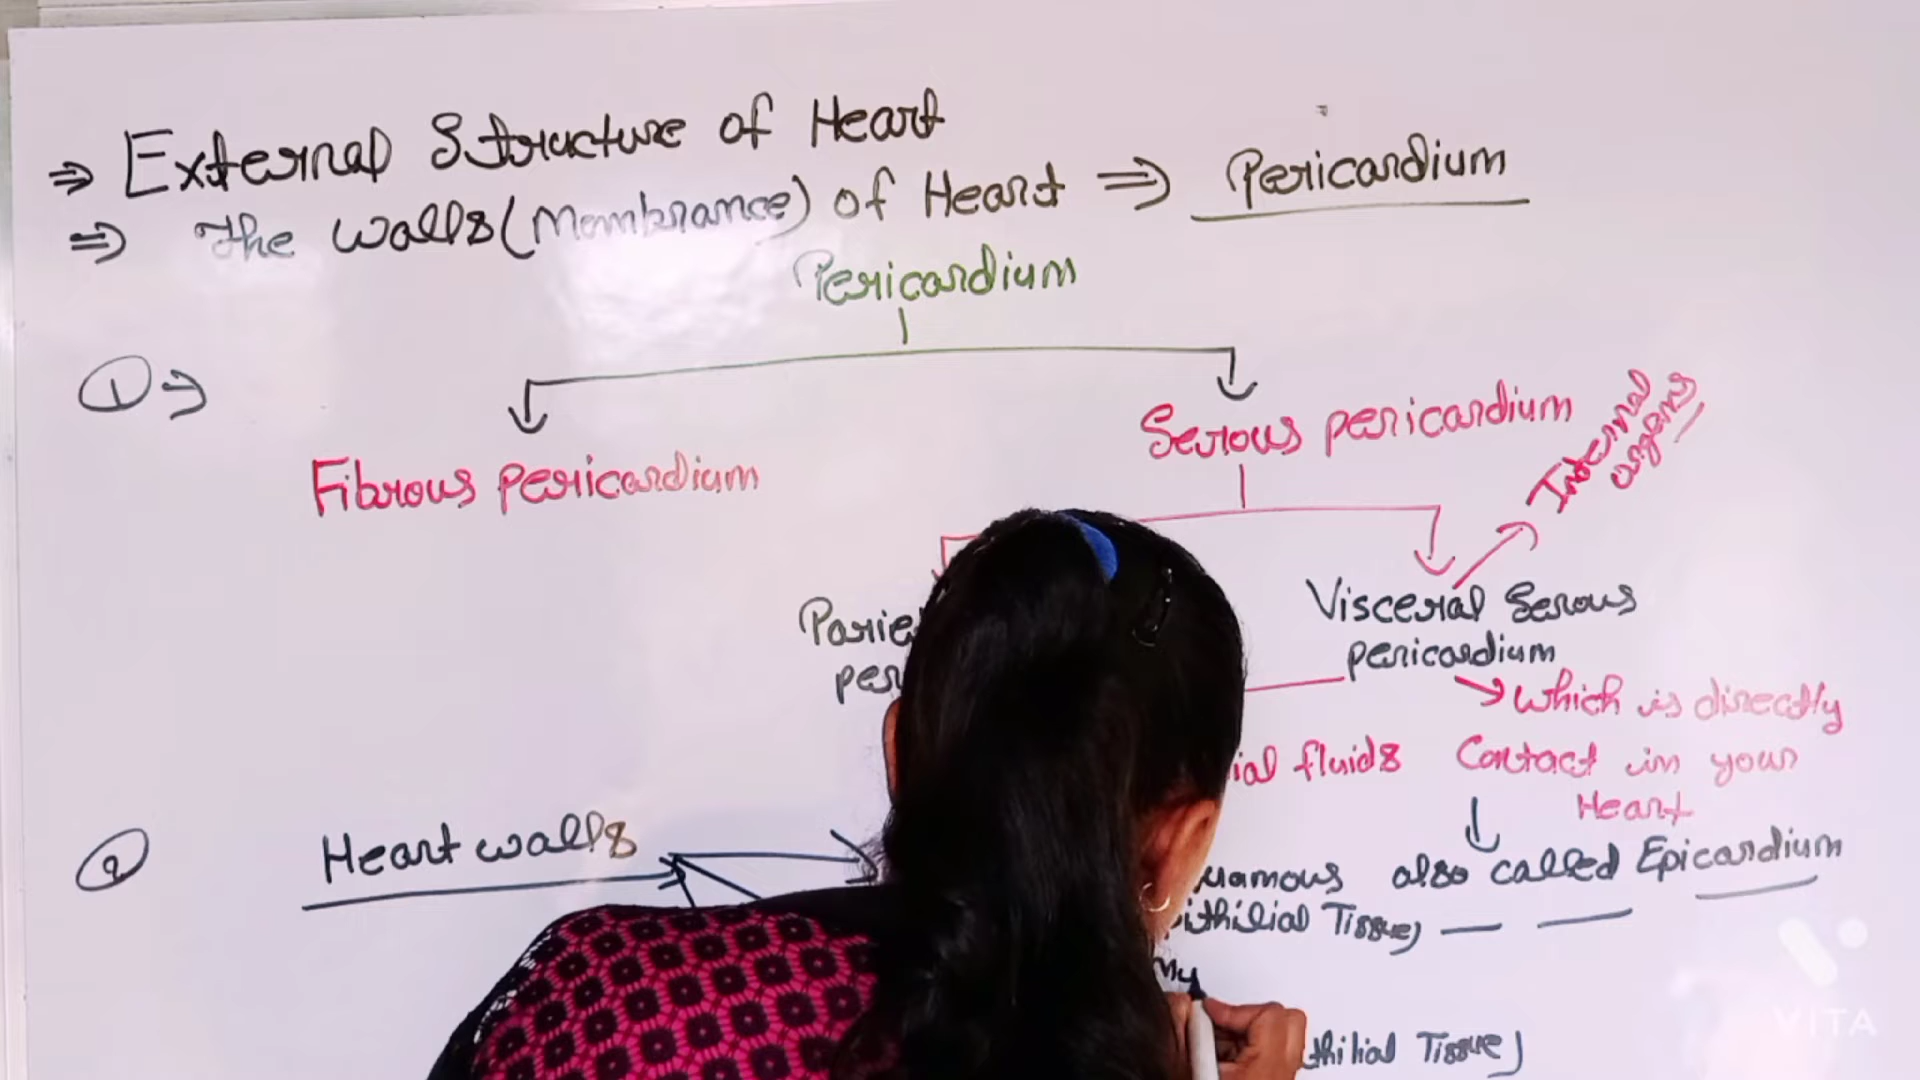 ⇒ External Structure of Heart
⇒ The walls (Membrance) of Heart ⇒ Pericardium
Pericardium
① ⇒
Fibrous pericardium
Serous pericardium
Internal
organs
Visceral Serous
pericardium
→ which is directly
fluids Contact in your
Heart
Heart walls
also called Epicardium
Tissue)
Tissue)
VITA